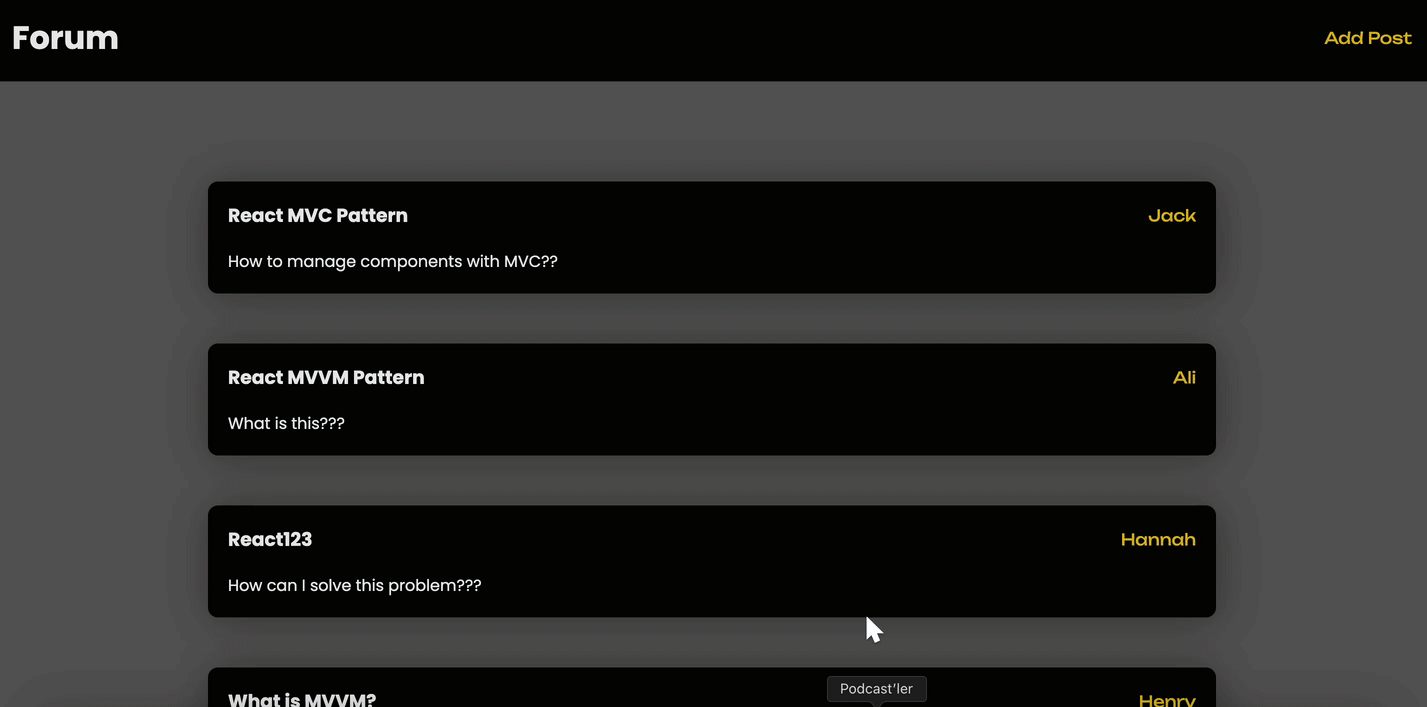 Forum
Add Post
React MVC Pattern
Jack
How to manage components with MVC??
React MVVM Pattern
Ali
What is this???
React123
Hannah
How can I solve this problem???
What is MVVM?
Henry
Podcast'ler